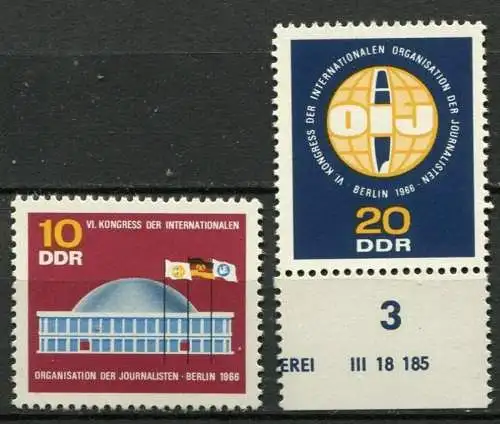 10
DDR
VI. KONGRESS DER INTERNATIONALEN
ORGANISATION DER JOURNALISTEN · BERLIN 1966
VI. KONGRESS DER INTERNATIONALEN ORGANISATION DER JOURNALISTEN ·
BERLIN 1966 ·
OIJ
20
DDR
3
EREI III 18 185